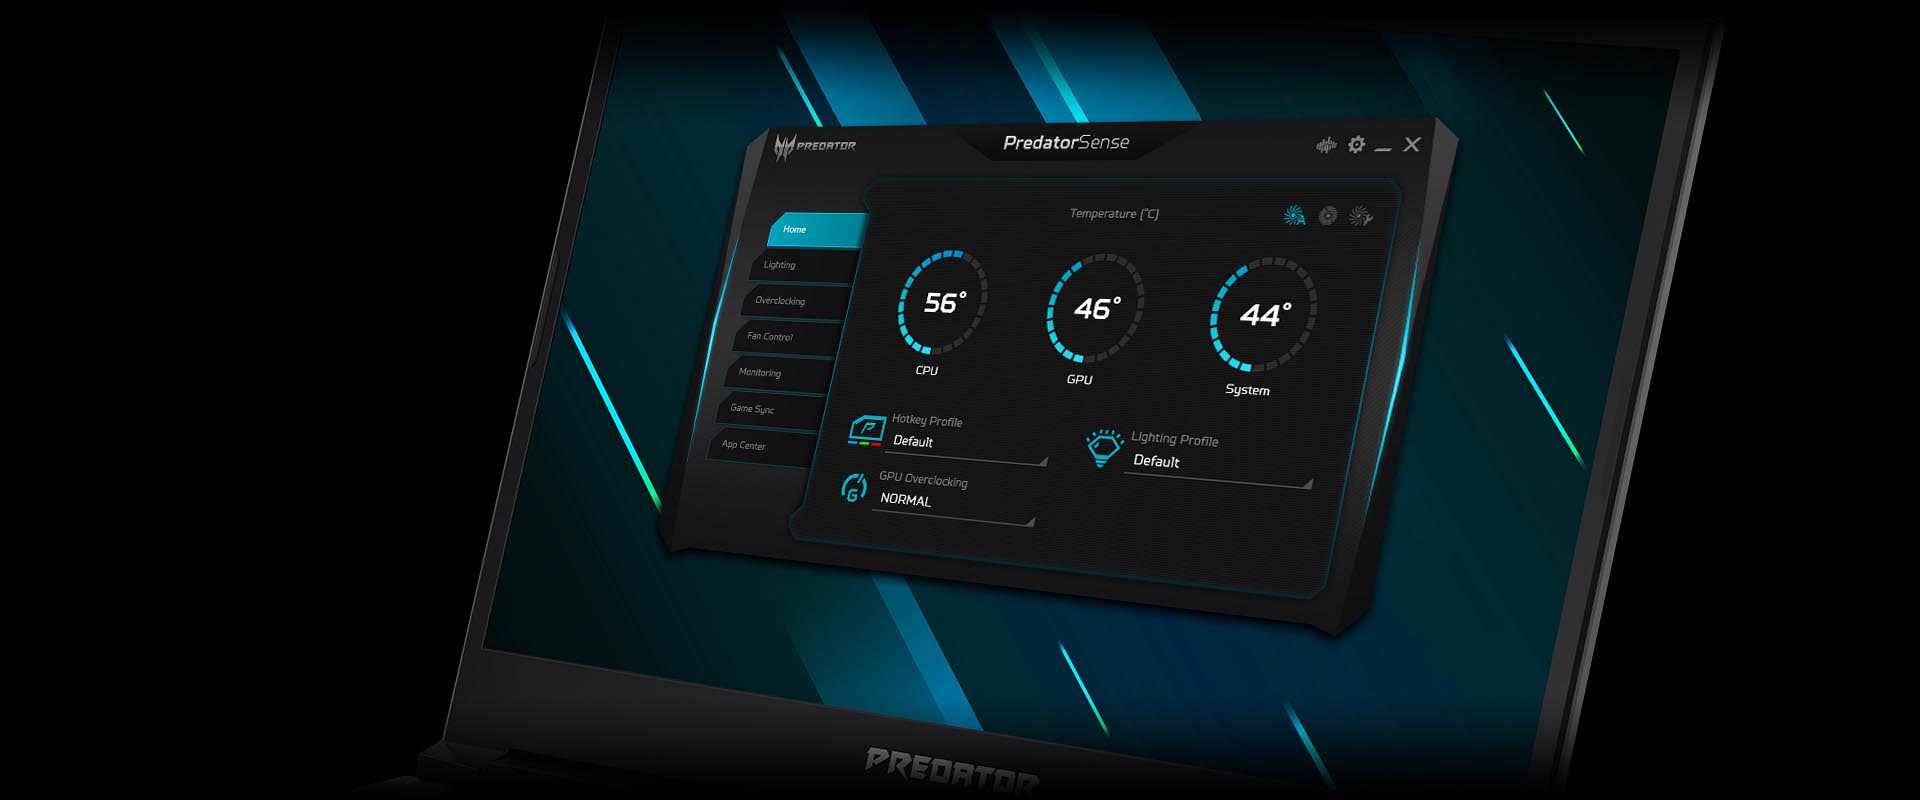 PREDATOR
PredatorSense
Temperature (°C)
Home
Lighting
Overclocking
Fan Control
Monitoring
Game Sync
App Center
56°
CPU
46°
GPU
44°
System
Hotkey Profile
Default
Lighting Profile
Default
GPU Overclocking
NORMAL
PREDATOR